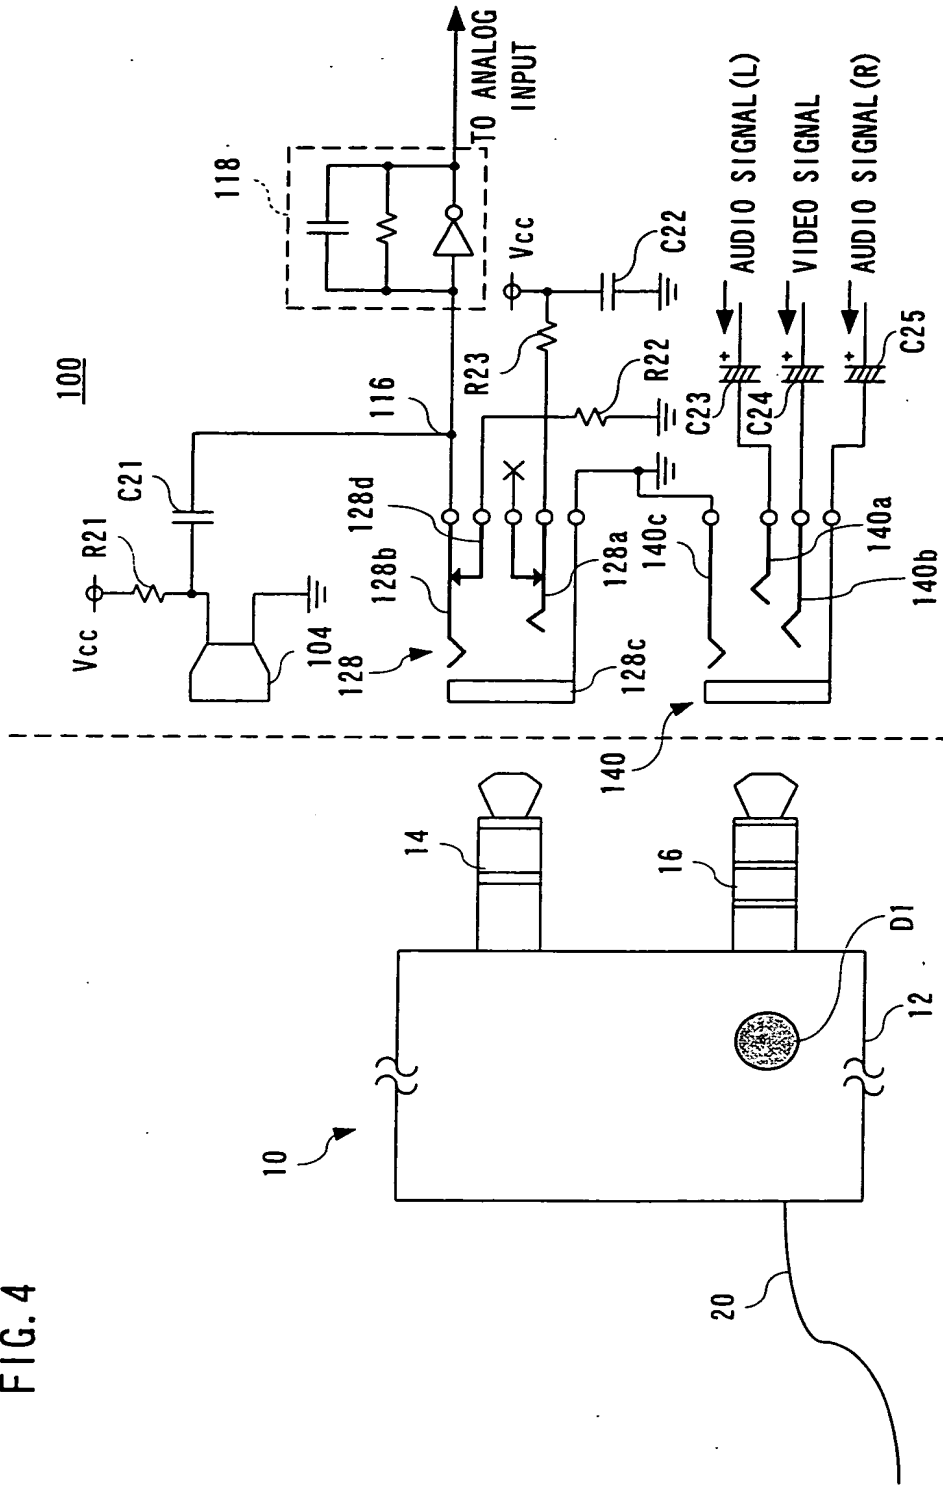 FIG. 4
100
118
TO ANALOG
INPUT
116
C21
R21
Vcc
104
128
128b
128d
128a
128c
R23
Vcc
C22
R22
140c
140
140a
140b
C23
C24
C25
AUDIO SIGNAL(L)
VIDEO SIGNAL
AUDIO SIGNAL(R)
+
+
+
10
14
16
D1
12
20